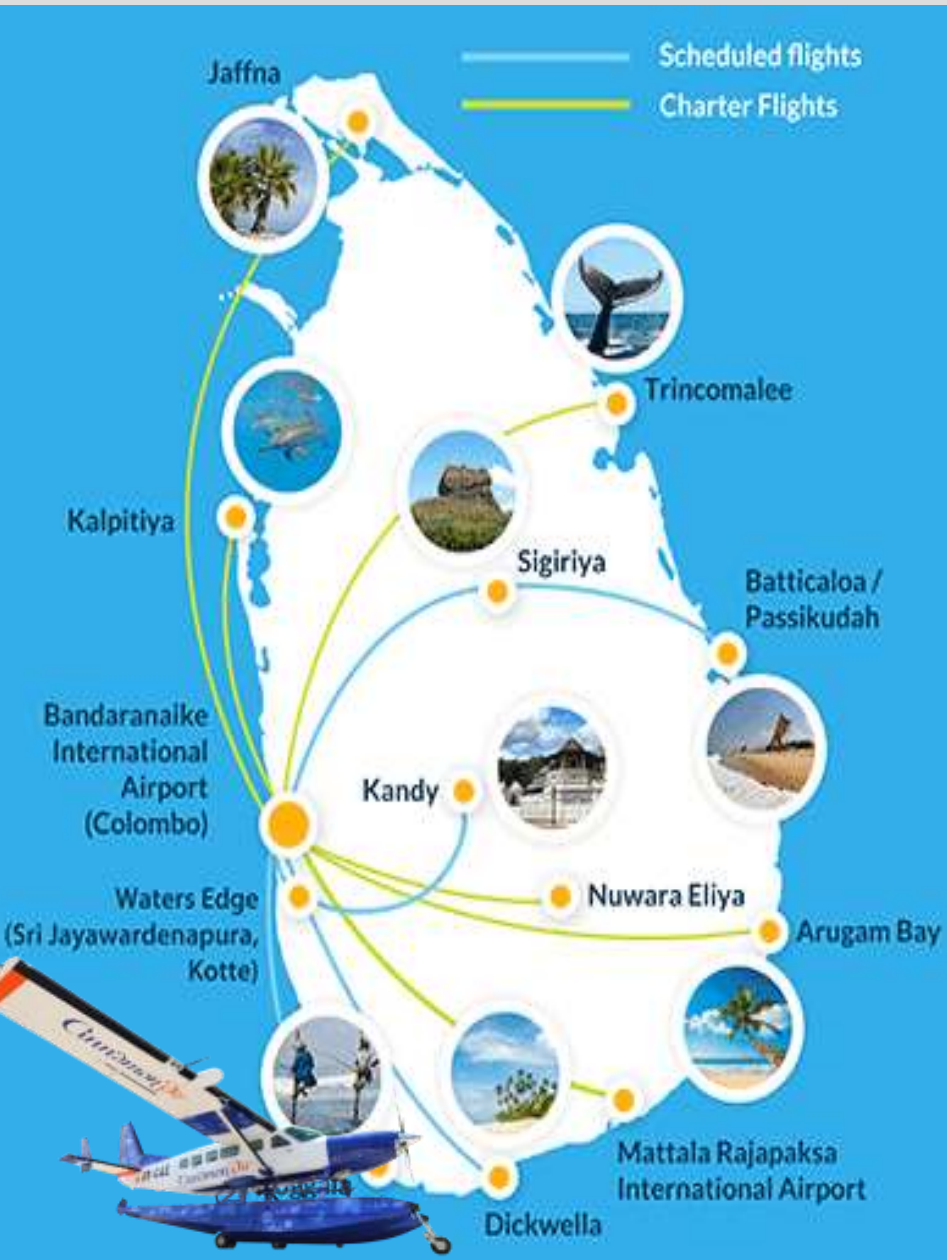 Scheduled flights
Charter Flights
Jaffna
Trincomalee
Kalpitiya
Sigiriya
Batticaloa /
Passikudah
Bandaranaike
International
Airport
(Colombo)
Kandy
Waters Edge
(Sri Jayawardenapura,
Kotte)
Nuwara Eliya
Arugam Bay
Cinnamon
Cinnamon
Mattala Rajapaksa
International Airport
Dickwella